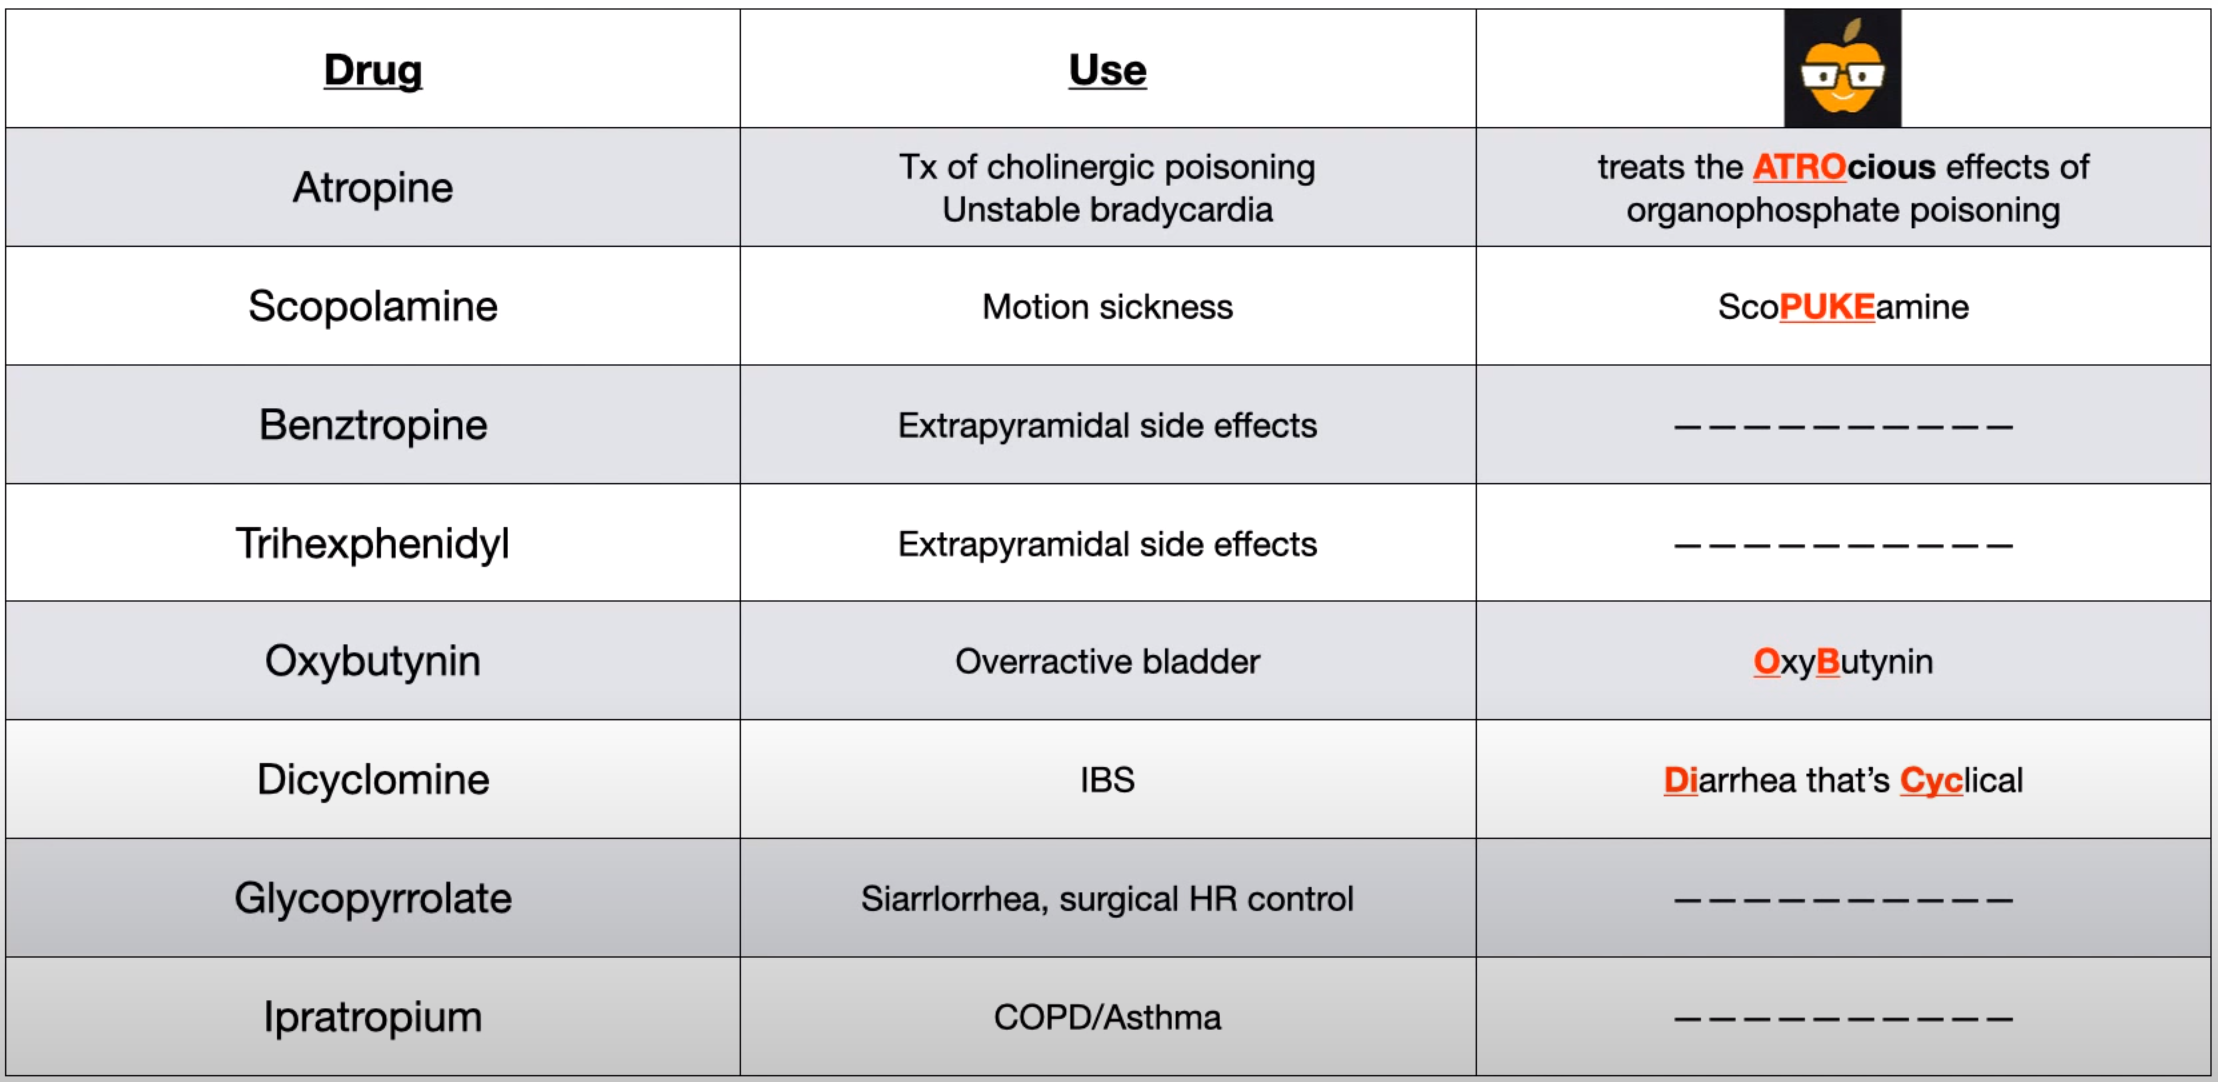 Drug
Use
Atropine
Tx of cholinergic poisoning
Unstable bradycardia
treats the ATROcious effects of
organophosphate poisoning
Scopolamine
Motion sickness
ScoPUKEamine
Benztropine
Extrapyramidal side effects
— — — — — — — — — —
Trihexphenidyl
Extrapyramidal side effects
— — — — — — — — — —
Oxybutynin
Overractive bladder
OxyButynin
Dicyclomine
IBS
Diarrhea that’s Cyclical
Glycopyrrolate
Siarrlorrhea, surgical HR control
— — — — — — — — — —
Ipratropium
COPD/Asthma
— — — — — — — — — —